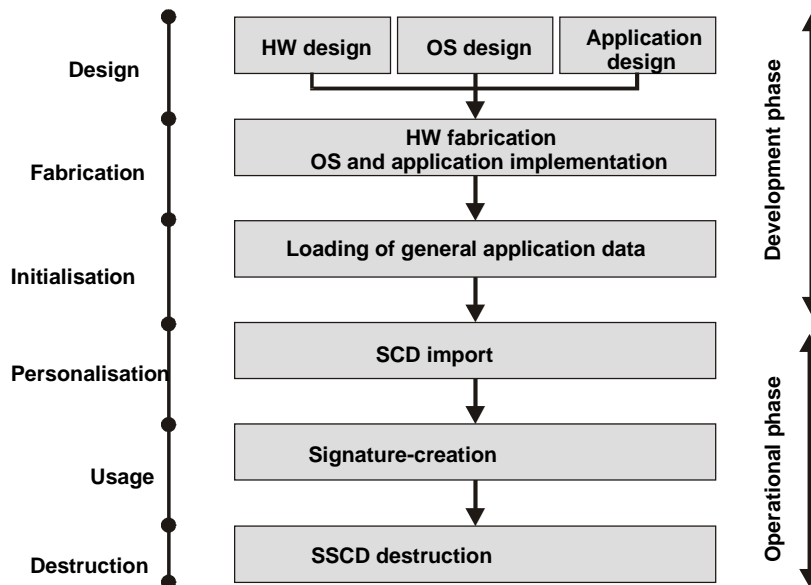 HW design
OS design
Application
design
Design
HW fabrication
OS and application implementation
Fabrication
Loading of general application data
Initialisation
SCD import
Personalisation
Signature-creation
Usage
SSCD destruction
Destruction
Development phase
Operational phase